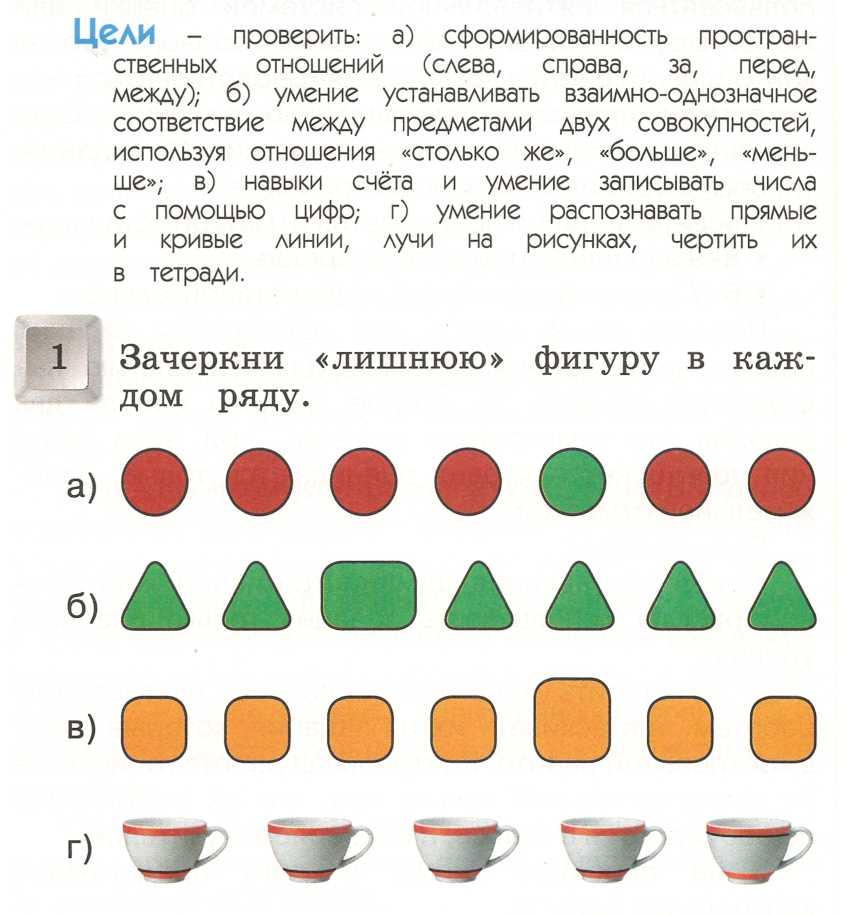 Цели – проверить: а) сформированность простран-
ственных отношений (слева, справа, за, перед,
между); б) умение устанавливать взаимно-однозначное
соответствие между предметами двух совокупностей,
используя отношения «столько же», «больше», «мень-
ше»; в) навыки счёта и умение записывать числа
с помощью цифр; г) умение распознавать прямые
и кривые линии, лучи на рисунках, чертить их
в тетради.
1 Зачеркни «лишнюю» фигуру в каж-
дом ряду.
а)
б)
в)
г)